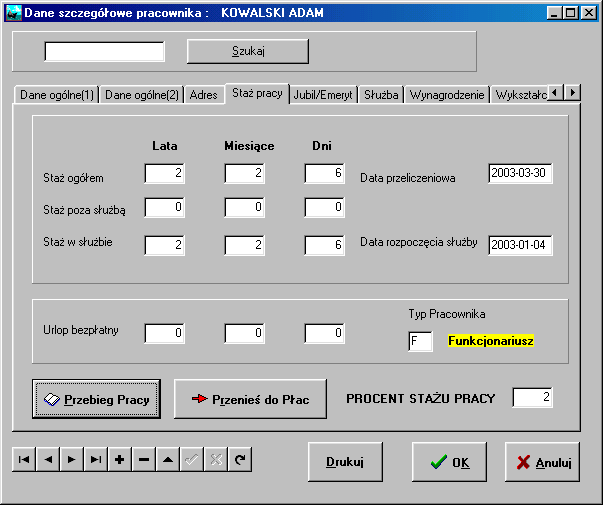 Dane szczegółowe pracownika : KOWALSKI ADAM
Szukaj
Dane ogólne(1) Dane ogólne(2) Adres Staż pracy Jubil/Emeryt Służba Wynagrodzenie Wykształc
Lata Miesiące Dni
Staż ogółem 2 2 6 Data przeliczeniowa 2003-03-30
Staż poza służbą 0 0 0
Staż w służbie 2 2 6 Data rozpoczęcia służby 2003-01-04
Typ Pracownika
Urlop bezpłatny 0 0 0
F Funkcjonariusz
Przebieg Pracy Przenieś do Płac PROCENT STAŻU PRACY 2
Drukuj OK Anuluj